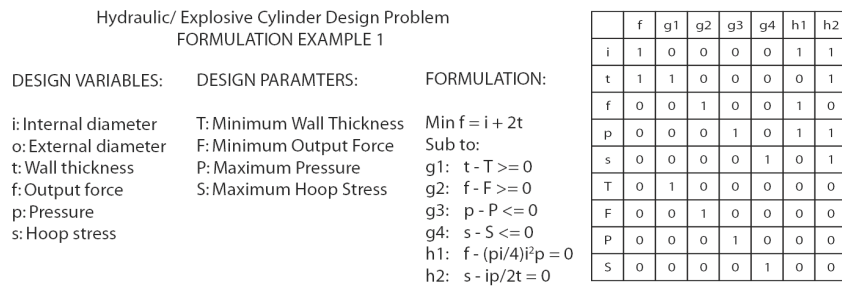 Hydraulic/ Explosive Cylinder Design Problem
FORMULATION EXAMPLE 1
DESIGN VARIABLES:
i: Internal diameter
o: External diameter
t: Wall thickness
f: Output force
p: Pressure
s: Hoop stress
DESIGN PARAMTERS:
T: Minimum Wall Thickness
F: Minimum Output Force
P: Maximum Pressure
S: Maximum Hoop Stress
FORMULATION:
Min f = i + 2t
Sub to:
g1: t - T >= 0
g2: f - F >= 0
g3: p - P <= 0
g4: s - S <= 0
h1: f - (pi/4)i²p = 0
h2: s - ip/2t = 0
f g1 g2 g3 g4 h1 h2
i 1 0 0 0 0 1 1
t 1 1 0 0 0 0 1
f 0 0 1 0 0 1 0
p 0 0 0 1 0 1 1
s 0 0 0 0 1 0 1
T 0 1 0 0 0 0 0
F 0 0 1 0 0 0 0
P 0 0 0 1 0 0 0
S 0 0 0 0 1 0 0